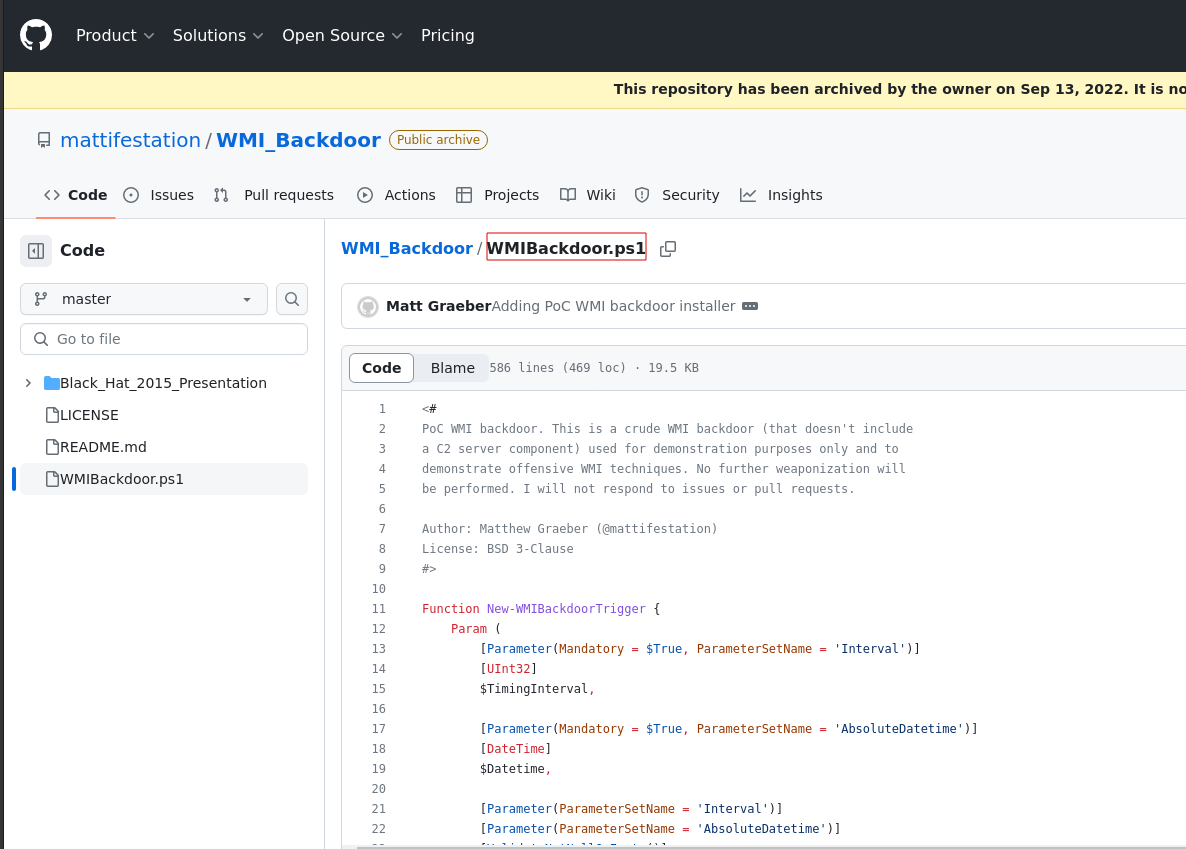 Product Solutions Open Source Pricing
This repository has been archived by the owner on Sep 13, 2022. It is no
mattifestation / WMI_Backdoor Public archive
Code Issues Pull requests Actions Projects Wiki Security Insights
Code
master
Go to file
Black_Hat_2015_Presentation
LICENSE
README.md
WMIBackdoor.ps1
WMI_Backdoor / WMIBackdoor.ps1
Matt Graeber Adding PoC WMI backdoor installer
Code Blame 586 lines (469 loc) · 19.5 KB
1 <#
2 PoC WMI backdoor. This is a crude WMI backdoor (that doesn't include
3 a C2 server component) used for demonstration purposes only and to
4 demonstrate offensive WMI techniques. No further weaponization will
5 be performed. I will not respond to issues or pull requests.
6
7 Author: Matthew Graeber (@mattifestation)
8 License: BSD 3-Clause
9 #>
10
11 Function New-WMIBackdoorTrigger {
12 Param (
13 [Parameter(Mandatory = $True, ParameterSetName = 'Interval')]
14 [UInt32]
15 $TimingInterval,
16
17 [Parameter(Mandatory = $True, ParameterSetName = 'AbsoluteDatetime')]
18 [DateTime]
19 $Datetime,
20
21 [Parameter(ParameterSetName = 'Interval')]
22 [Parameter(ParameterSetName = 'AbsoluteDatetime')]